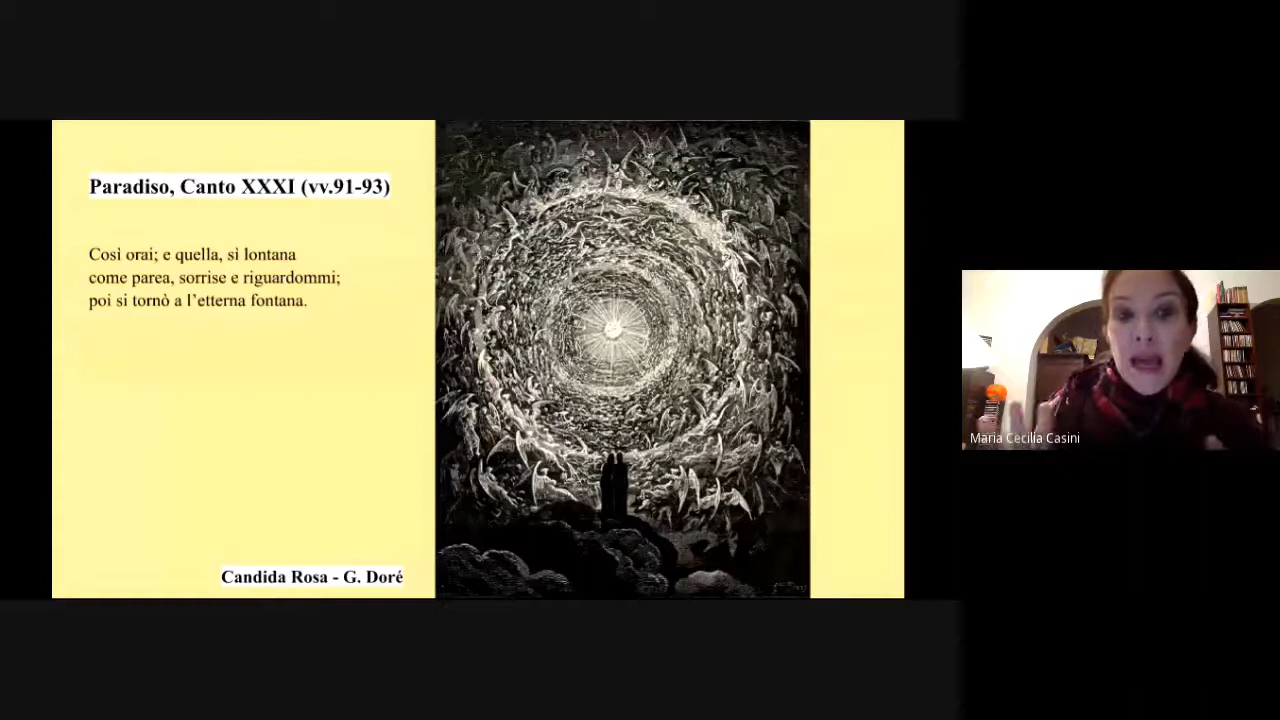 Paradiso, Canto XXXI (vv.91-93)
Così orai; e quella, sì lontana
come parea, sorrise e riguardommi;
poi si tornò a l’etterna fontana.
Candida Rosa - G. Doré
Maria Cecilia Casini